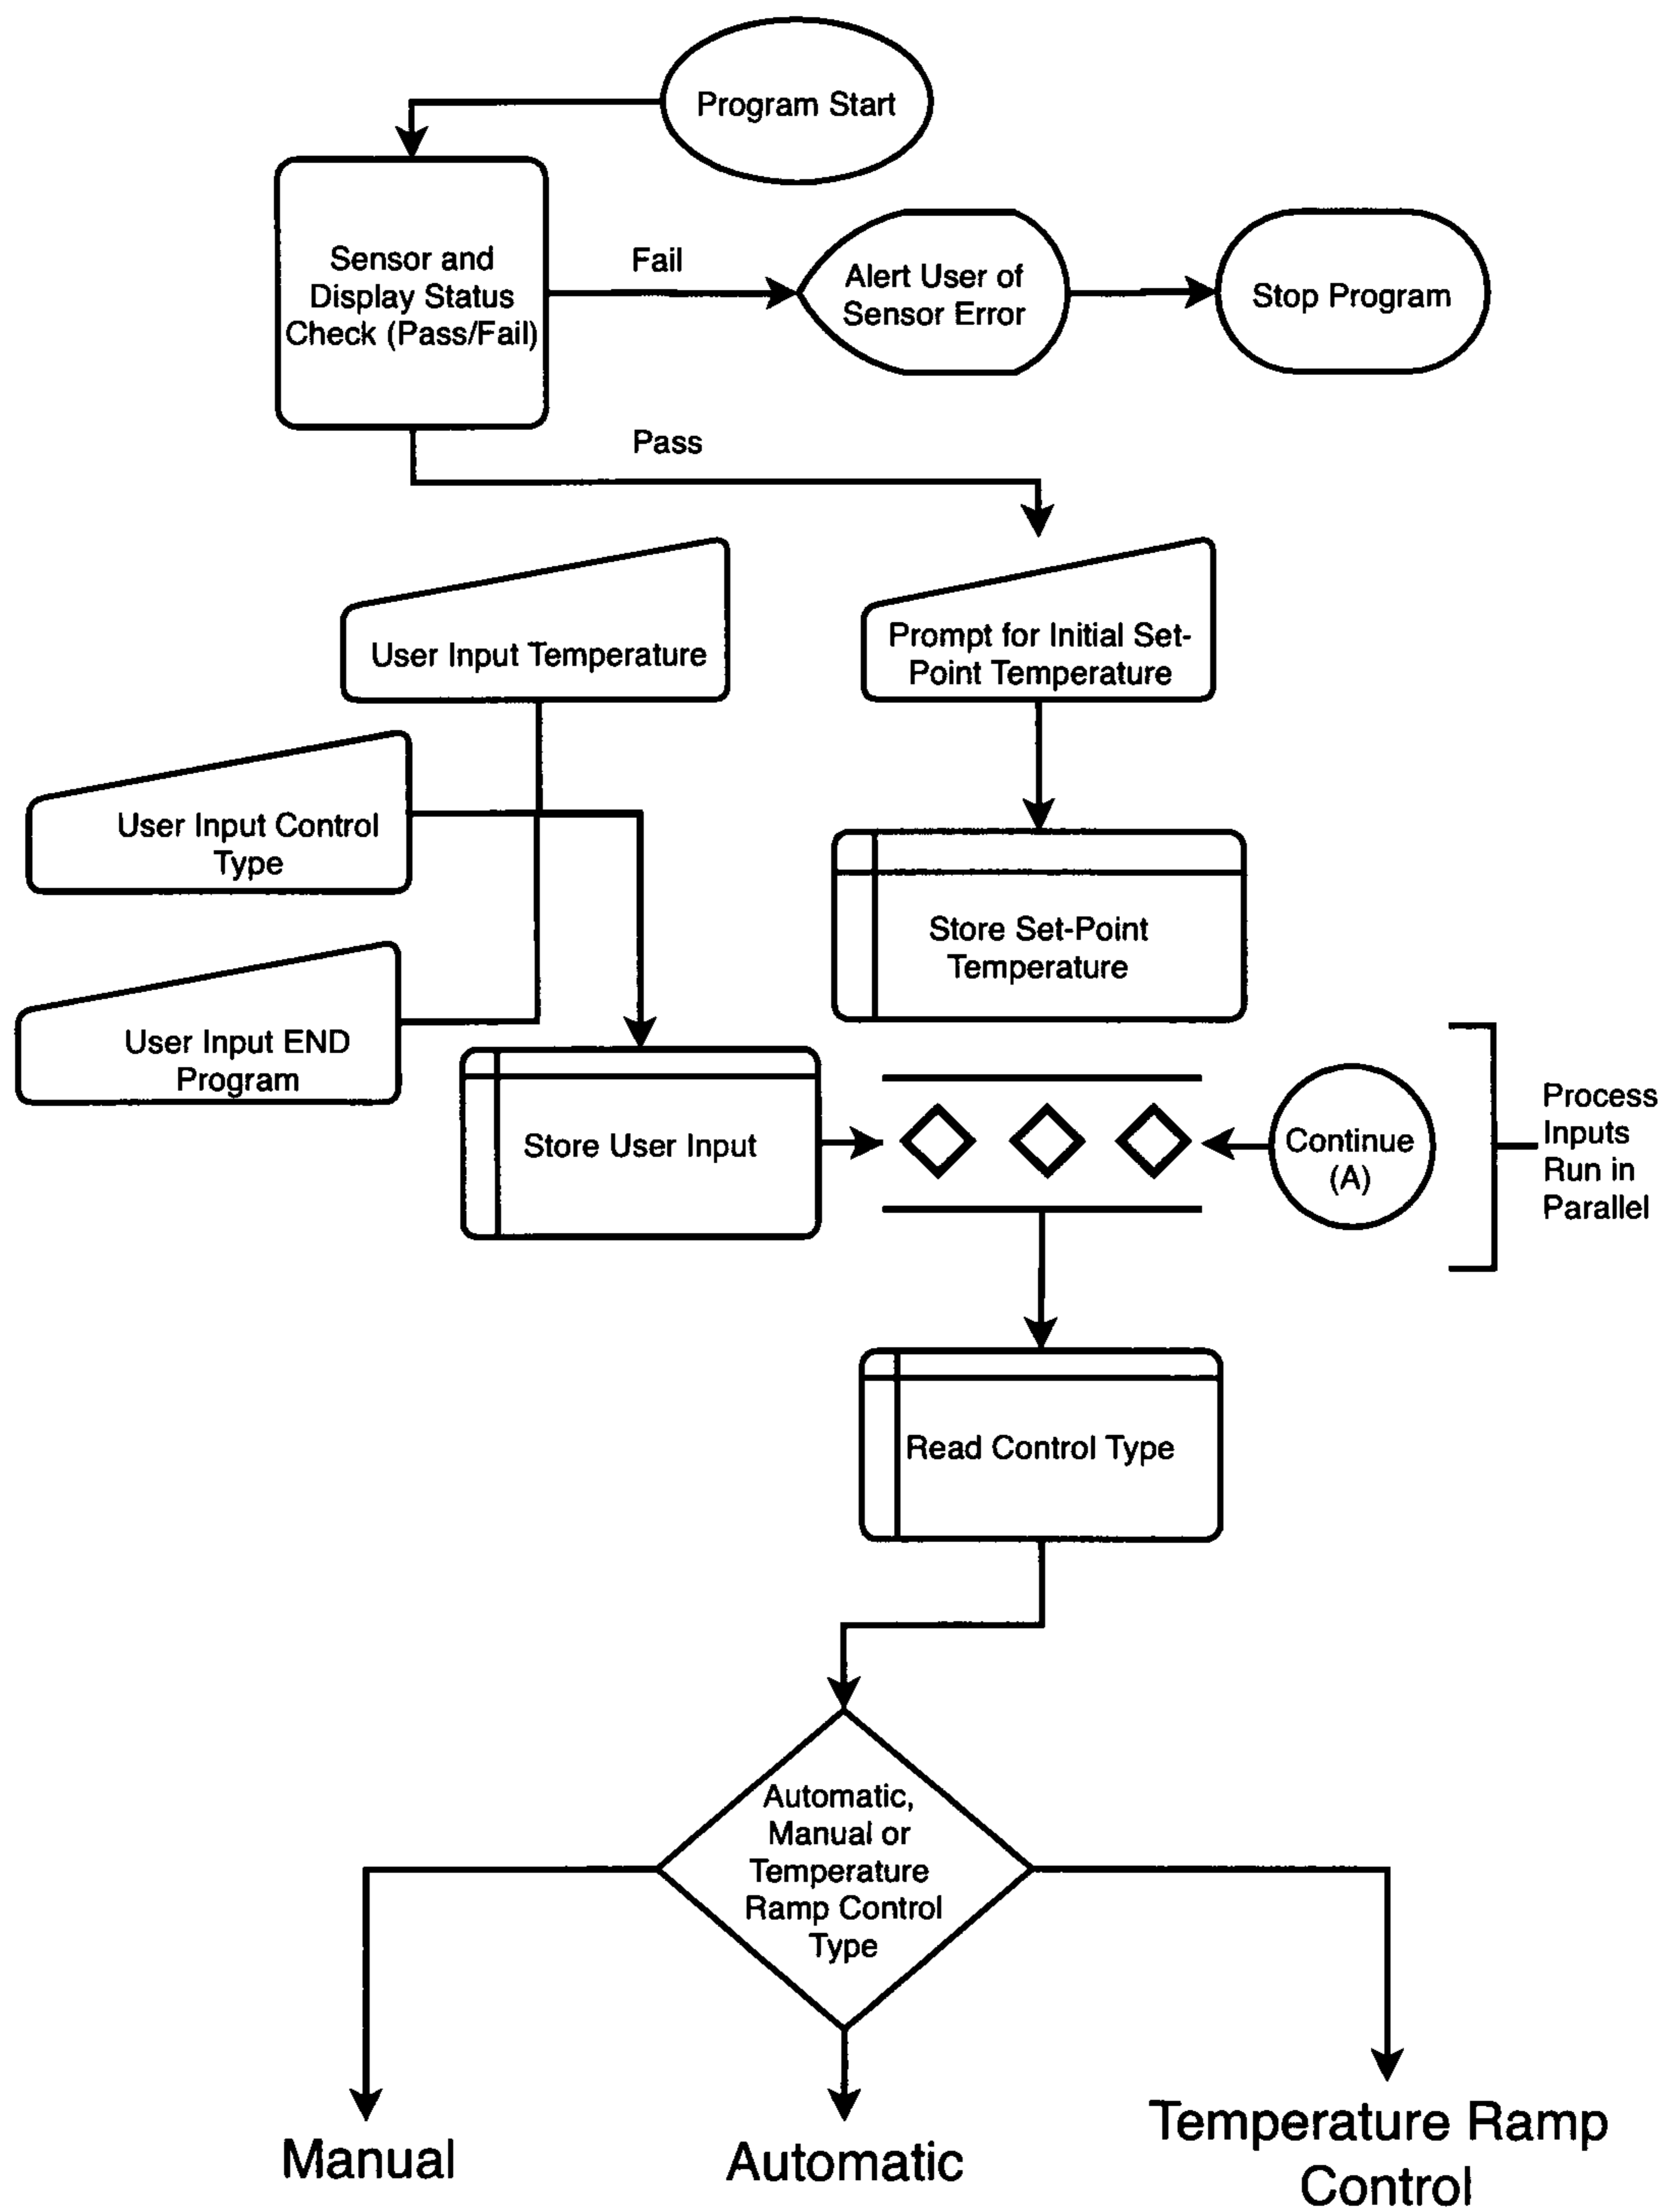 Program Start
Sensor and
Display Status
Check (Pass/Fail)
Fail
Alert User of
Sensor Error
Stop Program
Pass
User Input Temperature
Prompt for Initial Set-
Point Temperature
User Input Control
Type
Store Set-Point
Temperature
User Input END
Program
Store User Input
Continue
(A)
Process
Inputs
Run in
Parallel
Read Control Type
Automatic,
Manual or
Temperature
Ramp Control
Type
Manual
Automatic
Temperature Ramp
Control